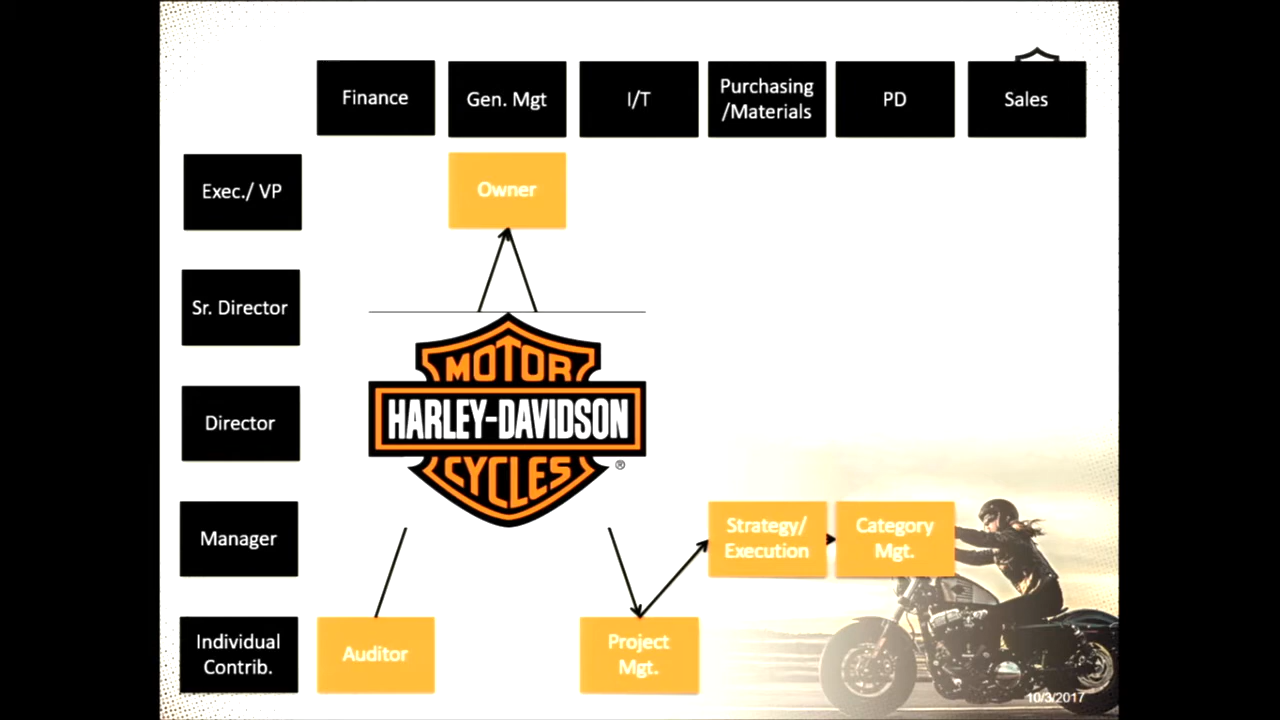 Finance
Gen. Mgt
I/T
Purchasing
/Materials
PD
Sales
Exec./ VP
Owner
Sr. Director
MOTOR
HARLEY-DAVIDSON
CYCLES
®
Director
Manager
Strategy/
Execution
Category
Mgt.
Individual
Contrib.
Auditor
Project
Mgt.
10/3/2017